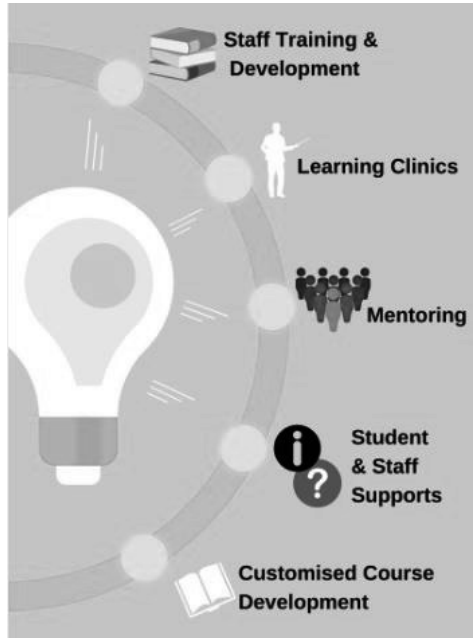 Staff Training &
Development
Learning Clinics
Mentoring
i
?
Student
& Staff
Supports
Customised Course
Development